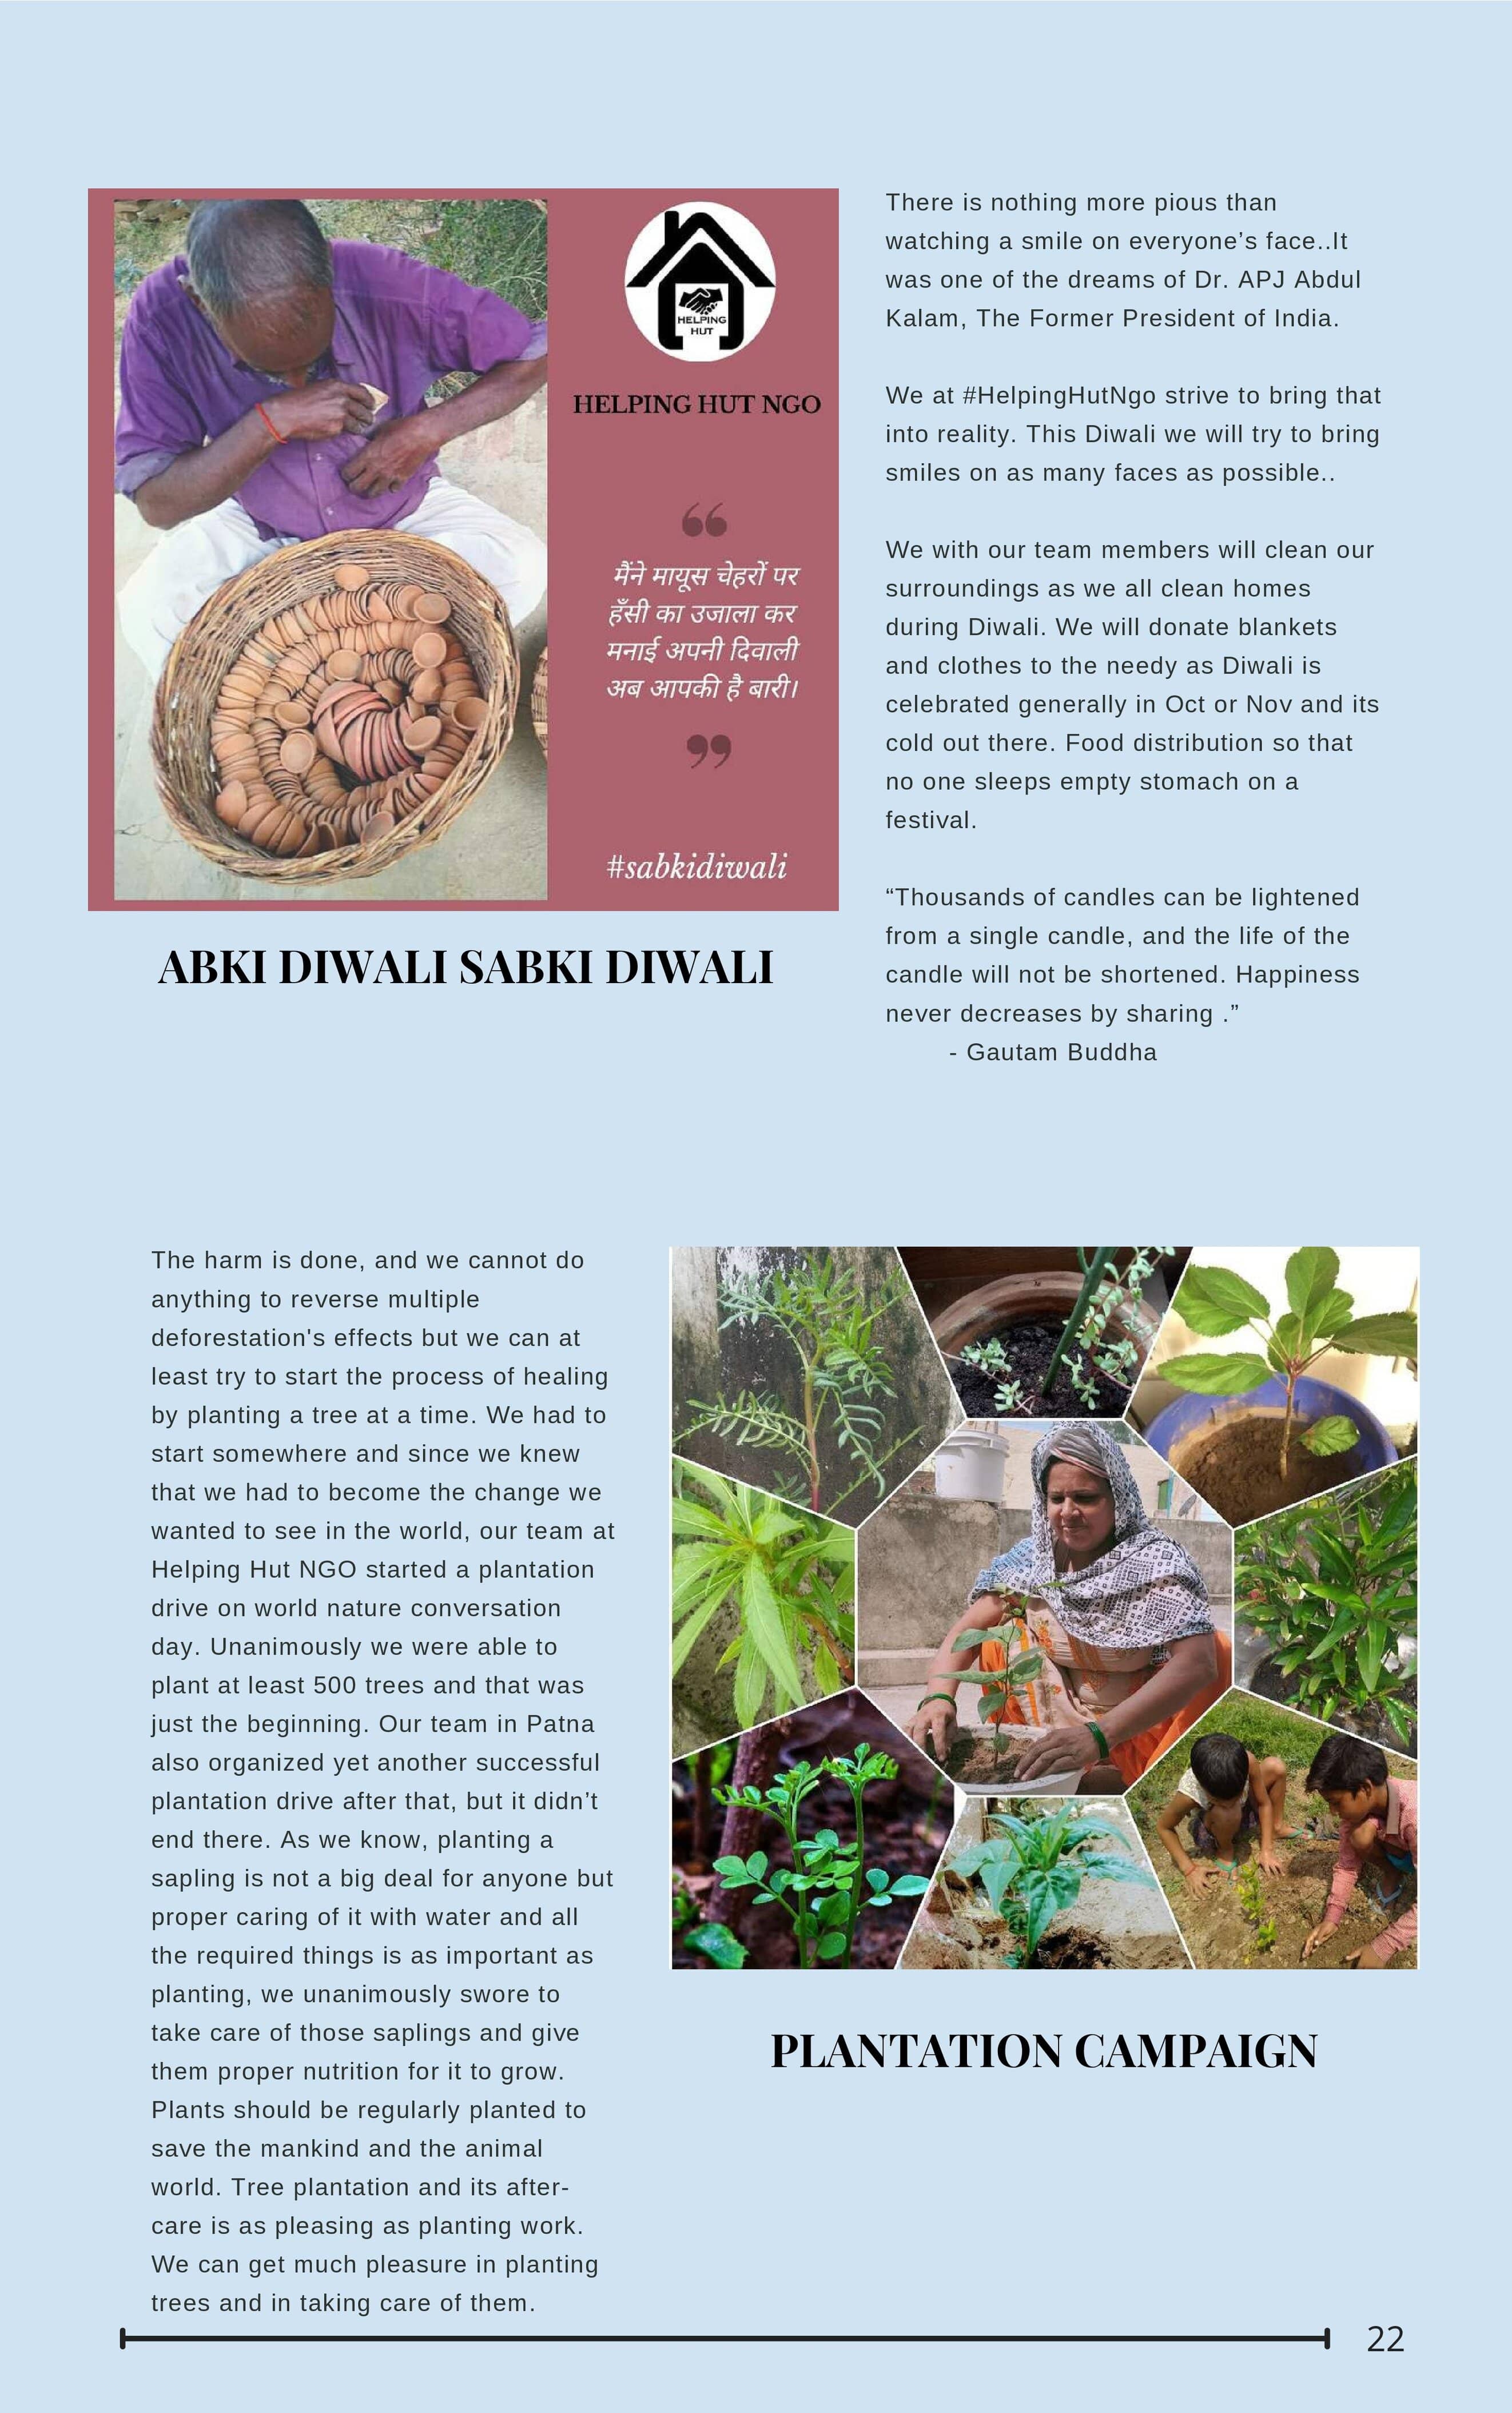 HELPING
HUT
HELPING HUT NGO
“
मैंने मायूस चेहरों पर
हँसी का उजाला कर
मनाई अपनी दिवाली
अब आपकी है बारी।
”
#sabkidiwali
ABKI DIWALI SABKI DIWALI
There is nothing more pious than
watching a smile on everyone’s face..It
was one of the dreams of Dr. APJ Abdul
Kalam, The Former President of India.
We at #HelpingHutNgo strive to bring that
into reality. This Diwali we will try to bring
smiles on as many faces as possible..
We with our team members will clean our
surroundings as we all clean homes
during Diwali. We will donate blankets
and clothes to the needy as Diwali is
celebrated generally in Oct or Nov and its
cold out there. Food distribution so that
no one sleeps empty stomach on a
festival.
“Thousands of candles can be lightened
from a single candle, and the life of the
candle will not be shortened. Happiness
never decreases by sharing .”
- Gautam Buddha
The harm is done, and we cannot do
anything to reverse multiple
deforestation's effects but we can at
least try to start the process of healing
by planting a tree at a time. We had to
start somewhere and since we knew
that we had to become the change we
wanted to see in the world, our team at
Helping Hut NGO started a plantation
drive on world nature conversation
day. Unanimously we were able to
plant at least 500 trees and that was
just the beginning. Our team in Patna
also organized yet another successful
plantation drive after that, but it didn’t
end there. As we know, planting a
sapling is not a big deal for anyone but
proper caring of it with water and all
the required things is as important as
planting, we unanimously swore to
take care of those saplings and give
them proper nutrition for it to grow.
Plants should be regularly planted to
save the mankind and the animal
world. Tree plantation and its after-
care is as pleasing as planting work.
We can get much pleasure in planting
trees and in taking care of them.
PLANTATION CAMPAIGN
22